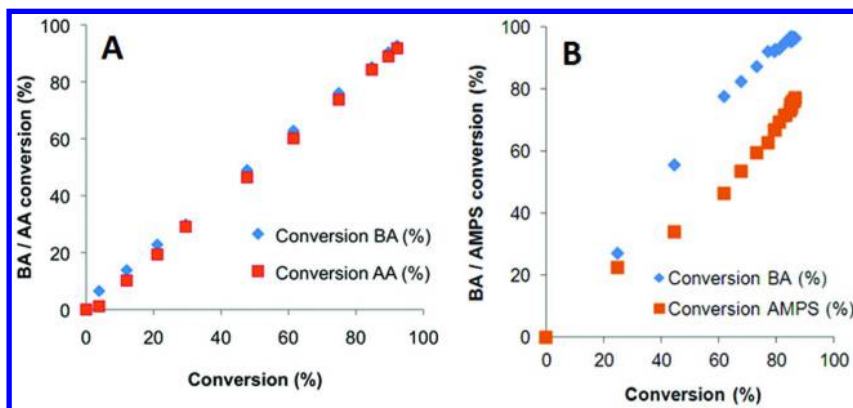 A
BA / AA conversion (%)
100
80
60
40
20
0
Conversion BA (%)
Conversion AA (%)
0 20 40 60 80 100
Conversion (%)
B
BA / AMPS conversion (%)
100
80
60
40
20
0
Conversion BA (%)
Conversion AMPS (%)
0 20 40 60 80 100
Conversion (%)